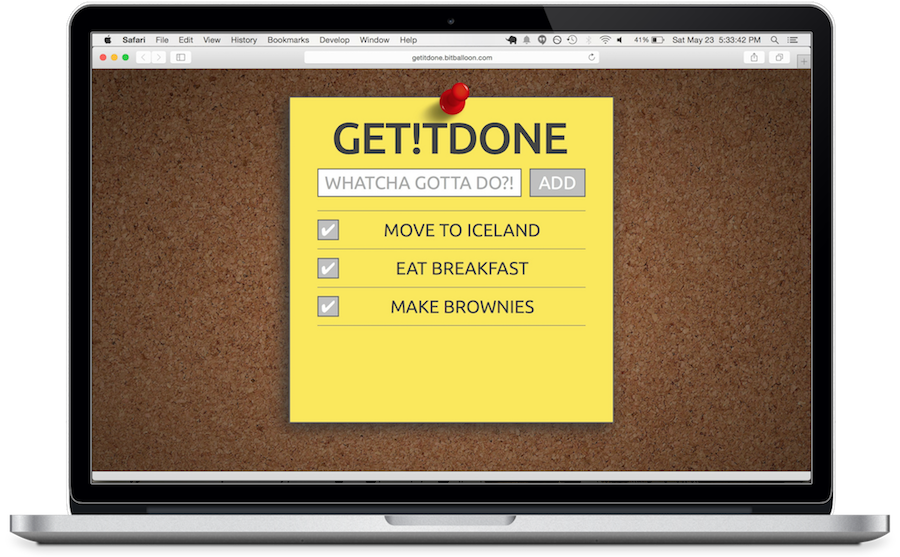 Safari File Edit View History Bookmarks Develop Window Help 41% Sat May 23 5:33:42 PM
getitdone.bitballoon.com
GET!TDONE
WHATCHA GOTTA DO?! ADD
MOVE TO ICELAND
EAT BREAKFAST
MAKE BROWNIES